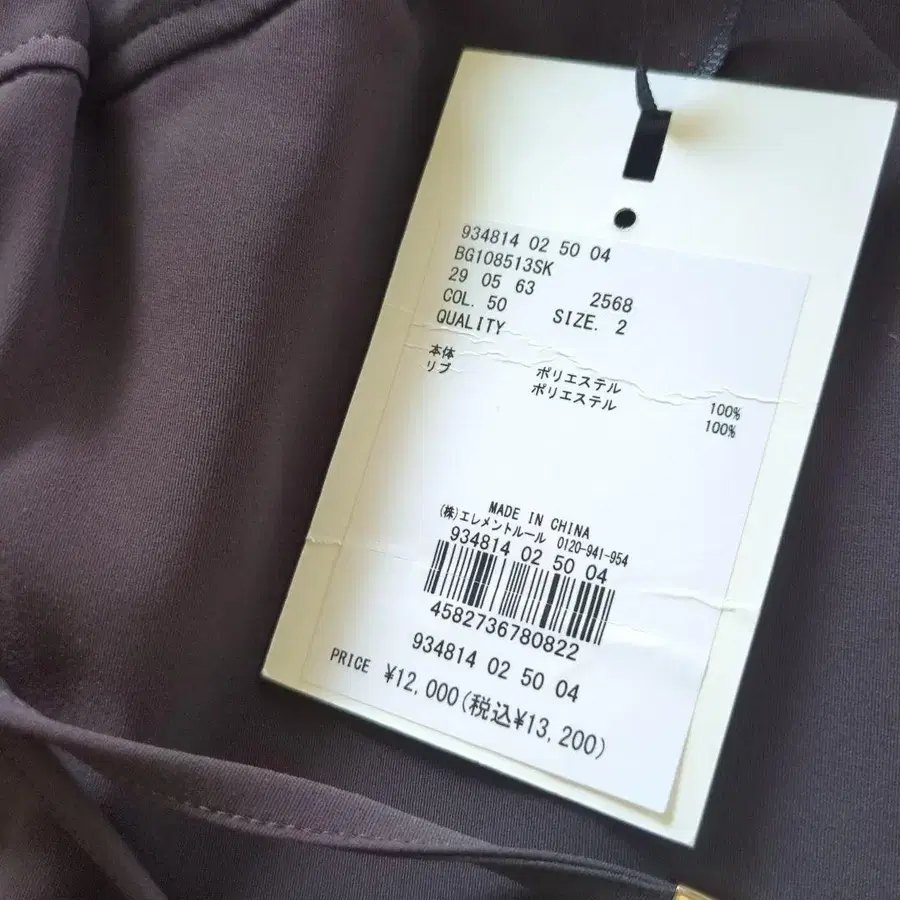 934814 02 50 04
BG108513SK
29 05 63 2568
COL. 50 SIZE. 2
QUALITY
本体 ポリエステル 100%
リブ ポリエステル 100%
MADE IN CHINA
(株)エレメントルール 0120-941-954
934814 02 50 04
4582736780822
934814 02 50 04
PRICE ¥12,000(税込¥13,200)